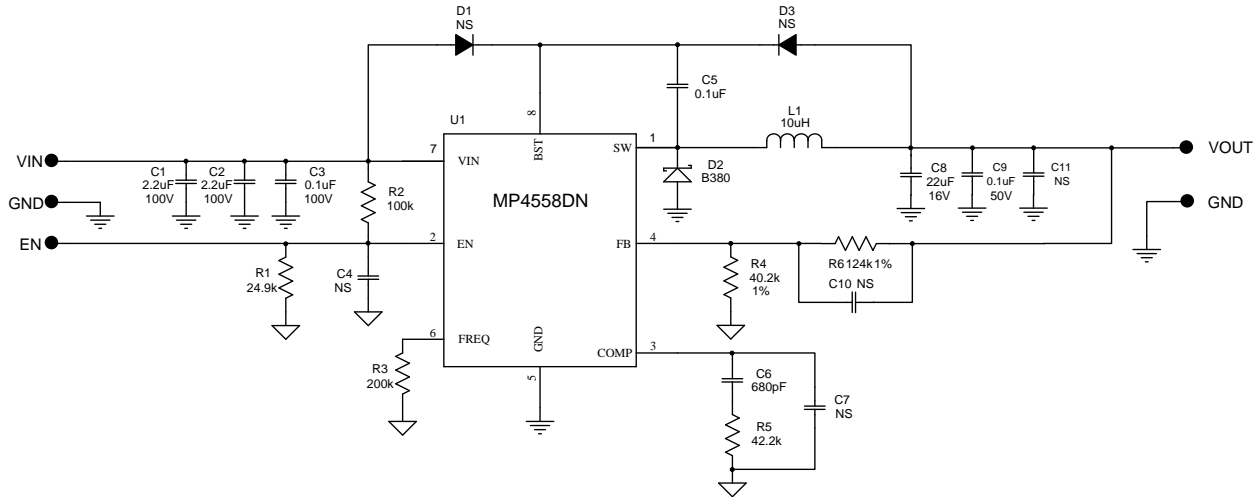 D1
NS
D3
NS
C5
0.1uF
L1
10uH
U1
8
BST
7
VIN
SW
1
VIN
VOUT
C1
2.2uF
100V
C2
2.2uF
100V
C3
0.1uF
100V
R2
100k
MP4558DN
D2
B380
C8
22uF
16V
C9
0.1uF
50V
C11
NS
GND
GND
EN
2
EN
FB
4
R1
24.9k
C4
NS
R4
40.2k
1%
R6 124k 1%
C10 NS
6
FREQ
GND
5
COMP
3
R3
200k
C6
680pF
C7
NS
R5
42.2k